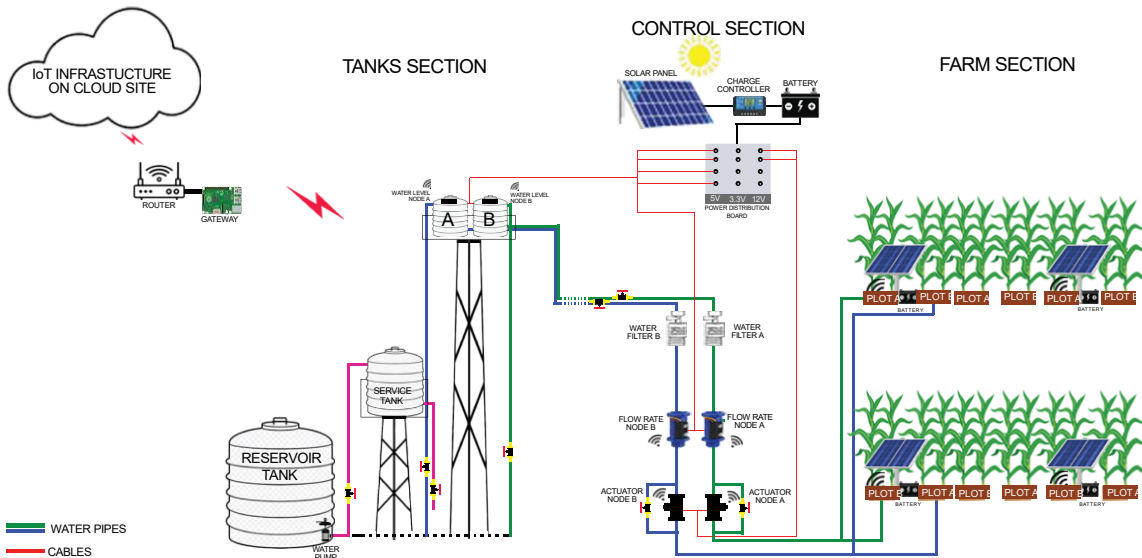 CONTROL SECTION
TANKS SECTION
FARM SECTION
IoT INFRASTUCTURE
ON CLOUD SITE
SOLAR PANEL
CHARGE
CONTROLLER
BATTERY
ROUTER
GATEWAY
WATER LEVEL
NODE A
WATER LEVEL
NODE B
A
B
5V 3.3V 12V
POWER DISTRIBUTION
BOARD
PLOT A
PLOT B
PLOT A
PLOT B
PLOT A
PLOT B
BATTERY
BATTERY
WATER
FILTER B
WATER
FILTER A
SERVICE
TANK
FLOW RATE
NODE B
FLOW RATE
NODE A
RESERVOIR
TANK
ACTUATOR
NODE B
ACTUATOR
NODE A
PLOT B
PLOT A
PLOT B
PLOT A
PLOT B
PLOT A
BATTERY
BATTERY
WATER PIPES
CABLES
WATER
PUMP